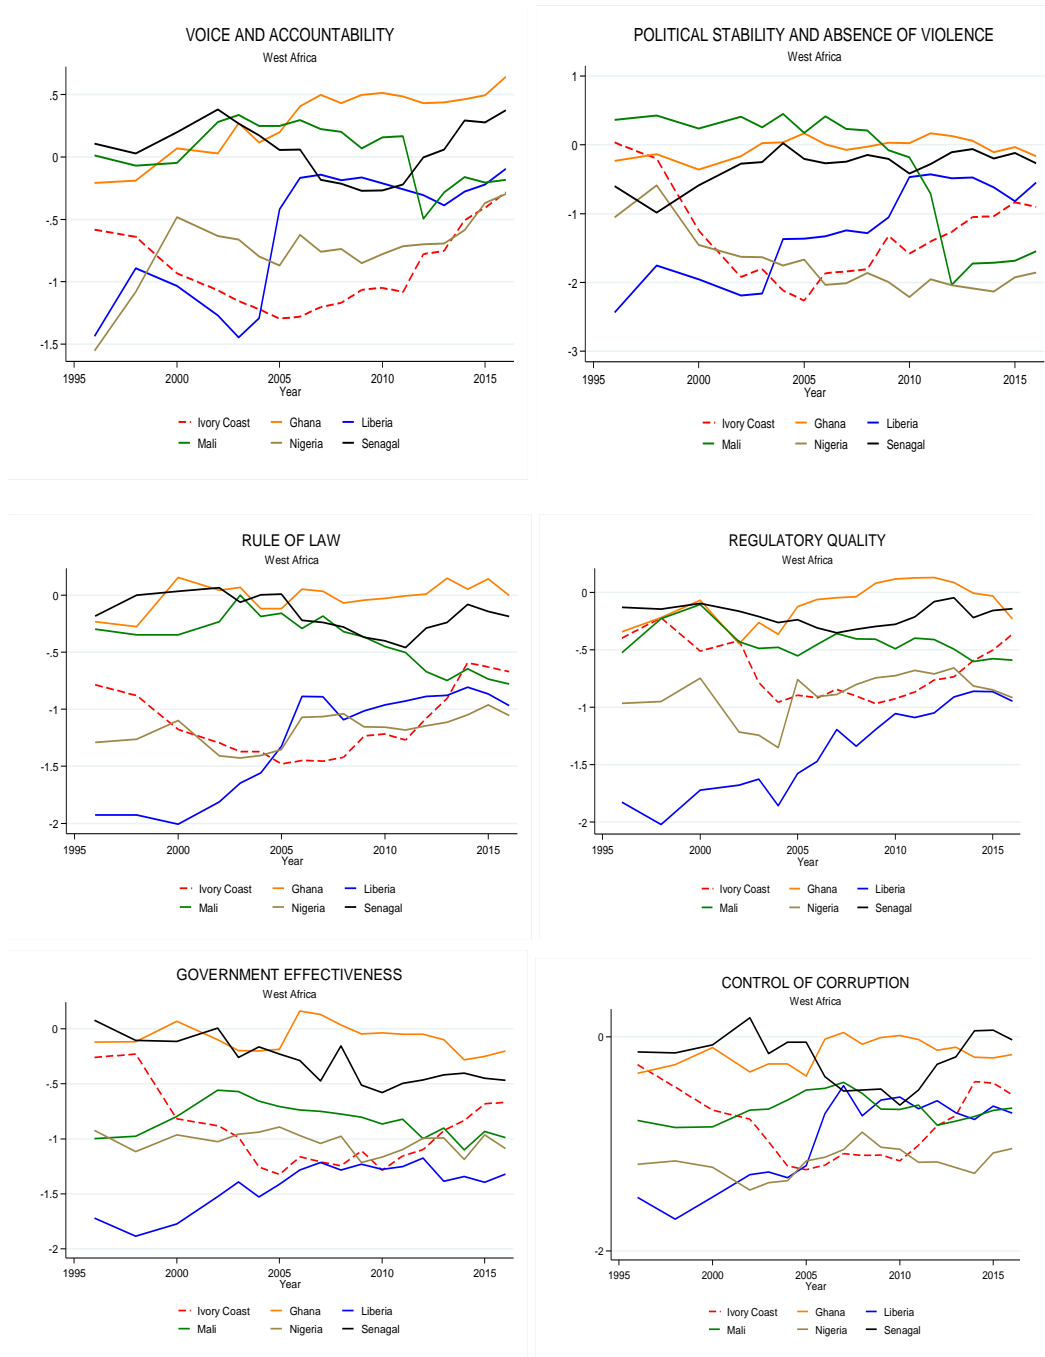 VOICE AND ACCOUNTABILITY
West Africa
.5
0
-.5
-1
-1.5
1995 2000 2005 2010 2015
Year
Ivory Coast Ghana Liberia
Mali Nigeria Senagal
POLITICAL STABILITY AND ABSENCE OF VIOLENCE
West Africa
1
0
-1
-2
-3
1995 2000 2005 2010 2015
Year
Ivory Coast Ghana Liberia
Mali Nigeria Senagal
RULE OF LAW
West Africa
0
-.5
-1
-1.5
-2
1995 2000 2005 2010 2015
Year
Ivory Coast Ghana Liberia
Mali Nigeria Senagal
REGULATORY QUALITY
West Africa
0
-.5
-1
-1.5
-2
1995 2000 2005 2010 2015
Year
Ivory Coast Ghana Liberia
Mali Nigeria Senagal
GOVERNMENT EFFECTIVENESS
West Africa
0
-.5
-1
-1.5
-2
1995 2000 2005 2010 2015
Year
Ivory Coast Ghana Liberia
Mali Nigeria Senagal
CONTROL OF CORRUPTION
West Africa
0
-2
1995 2000 2005 2010 2015
Year
Ivory Coast Ghana Liberia
Mali Nigeria Senagal